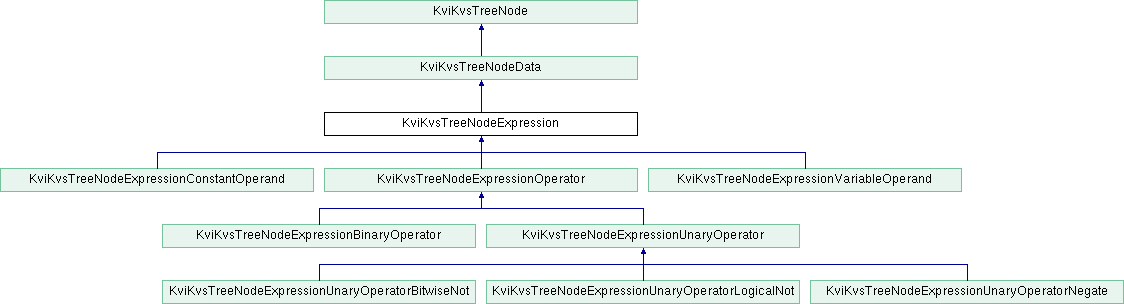 KviKvsTreeNode
KviKvsTreeNodeData
KviKvsTreeNodeExpression
KviKvsTreeNodeExpressionConstantOperand
KviKvsTreeNodeExpressionOperator
KviKvsTreeNodeExpressionVariableOperand
KviKvsTreeNodeExpressionBinaryOperator
KviKvsTreeNodeExpressionUnaryOperator
KviKvsTreeNodeExpressionUnaryOperatorBitwiseNot
KviKvsTreeNodeExpressionUnaryOperatorLogicalNot
KviKvsTreeNodeExpressionUnaryOperatorNegate